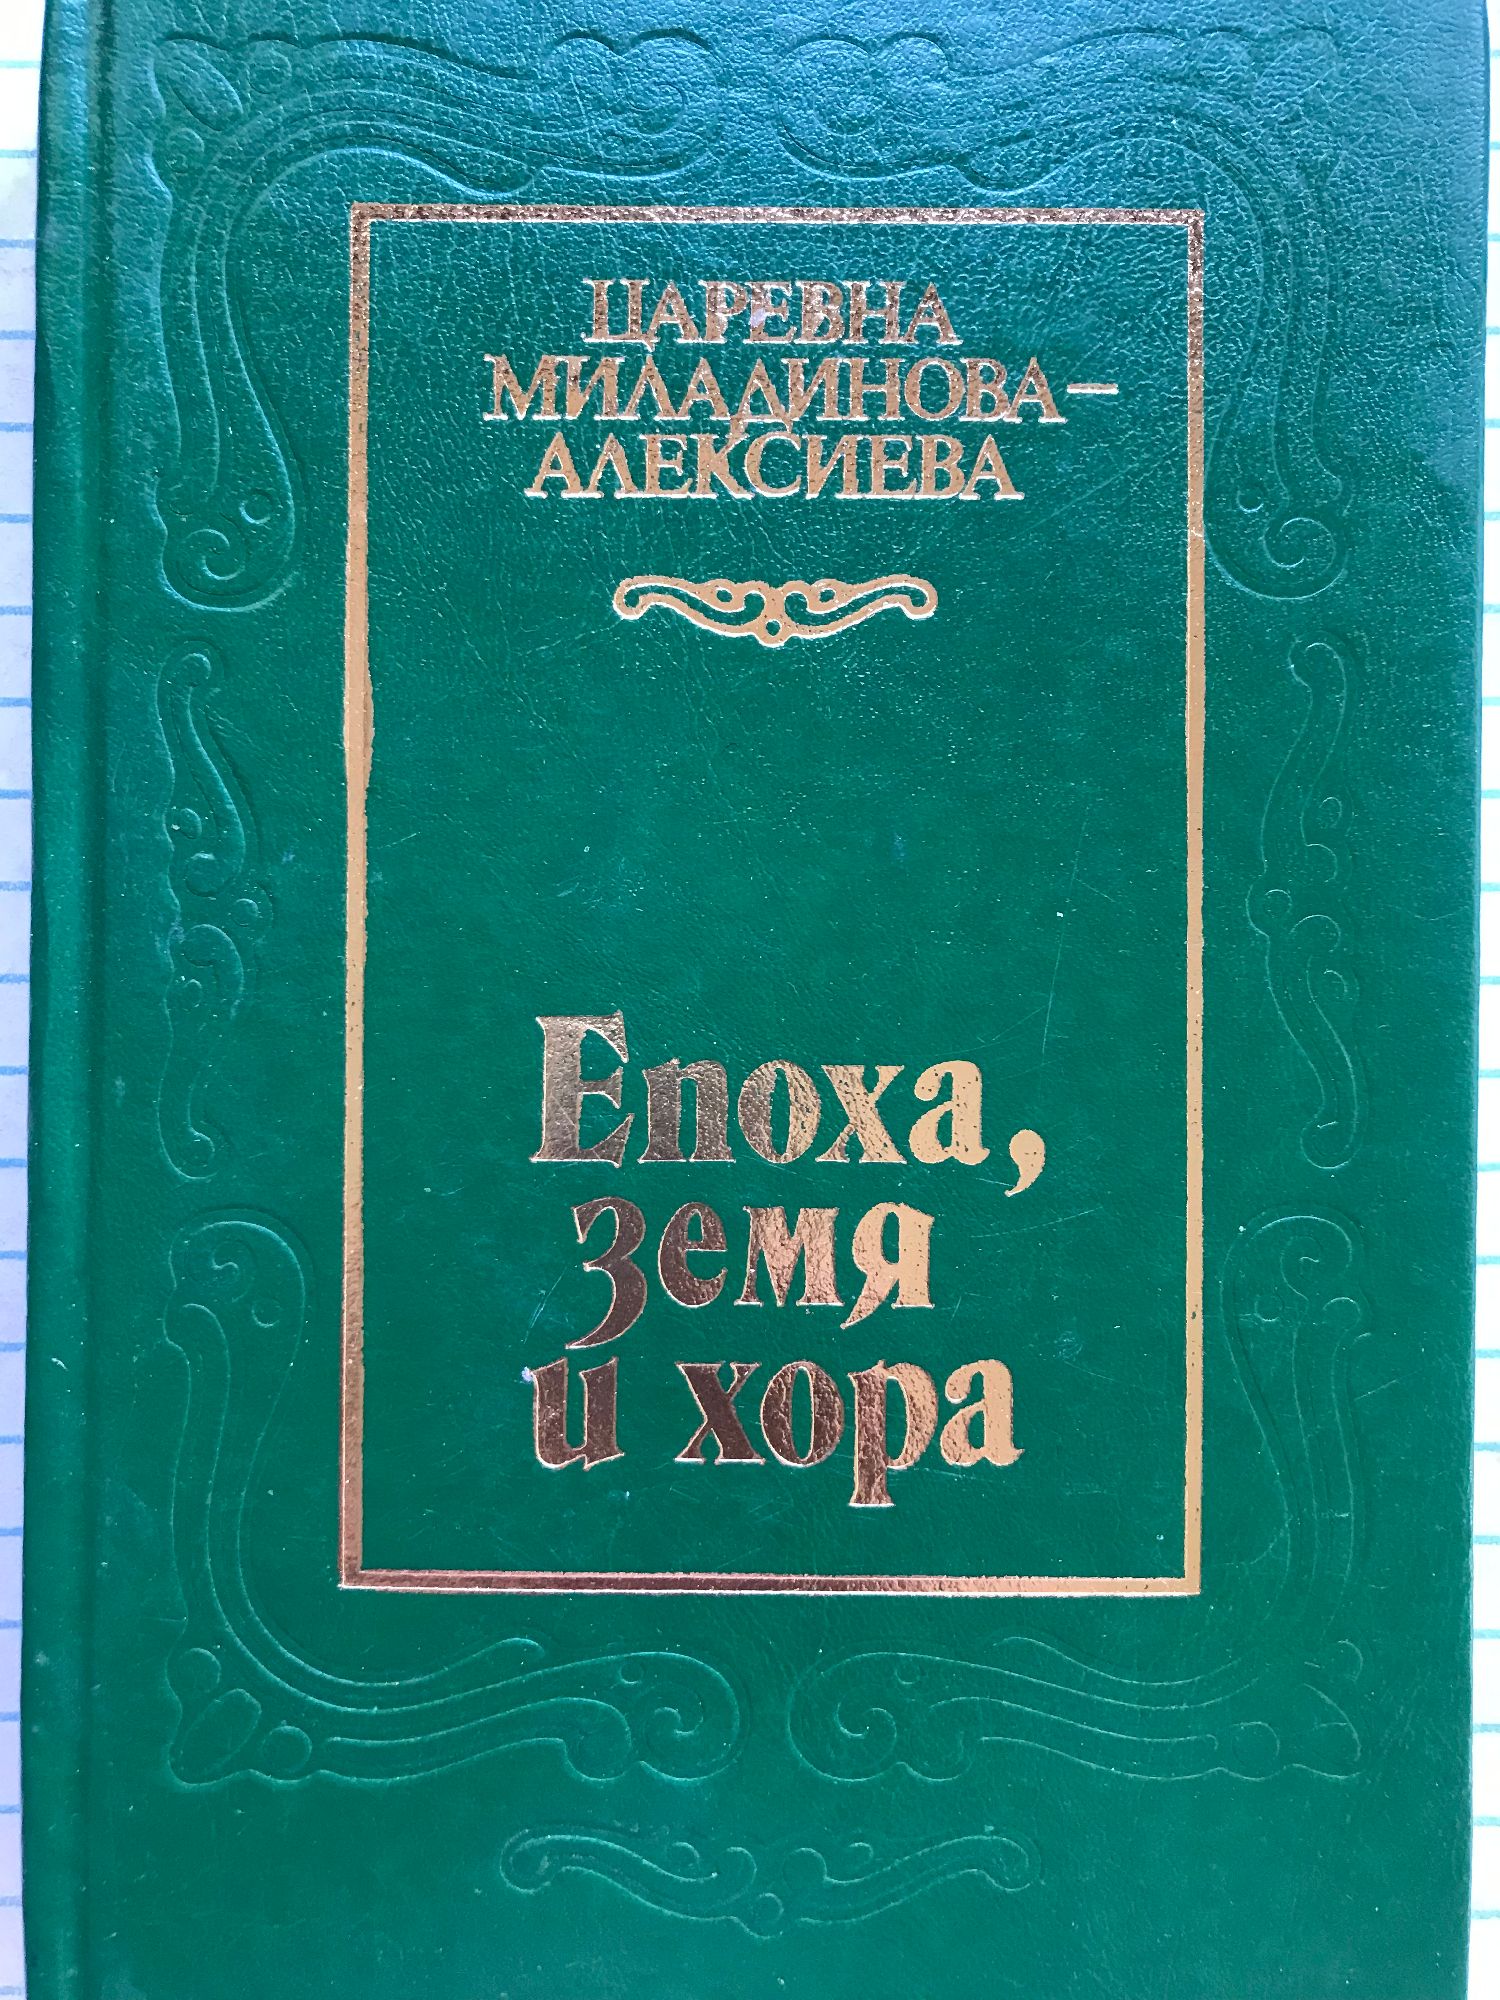 ЦАРЕВНА
МИЛАДИНОВА–
АЛЕКСИЕВА
Епоха,
земя
и хора